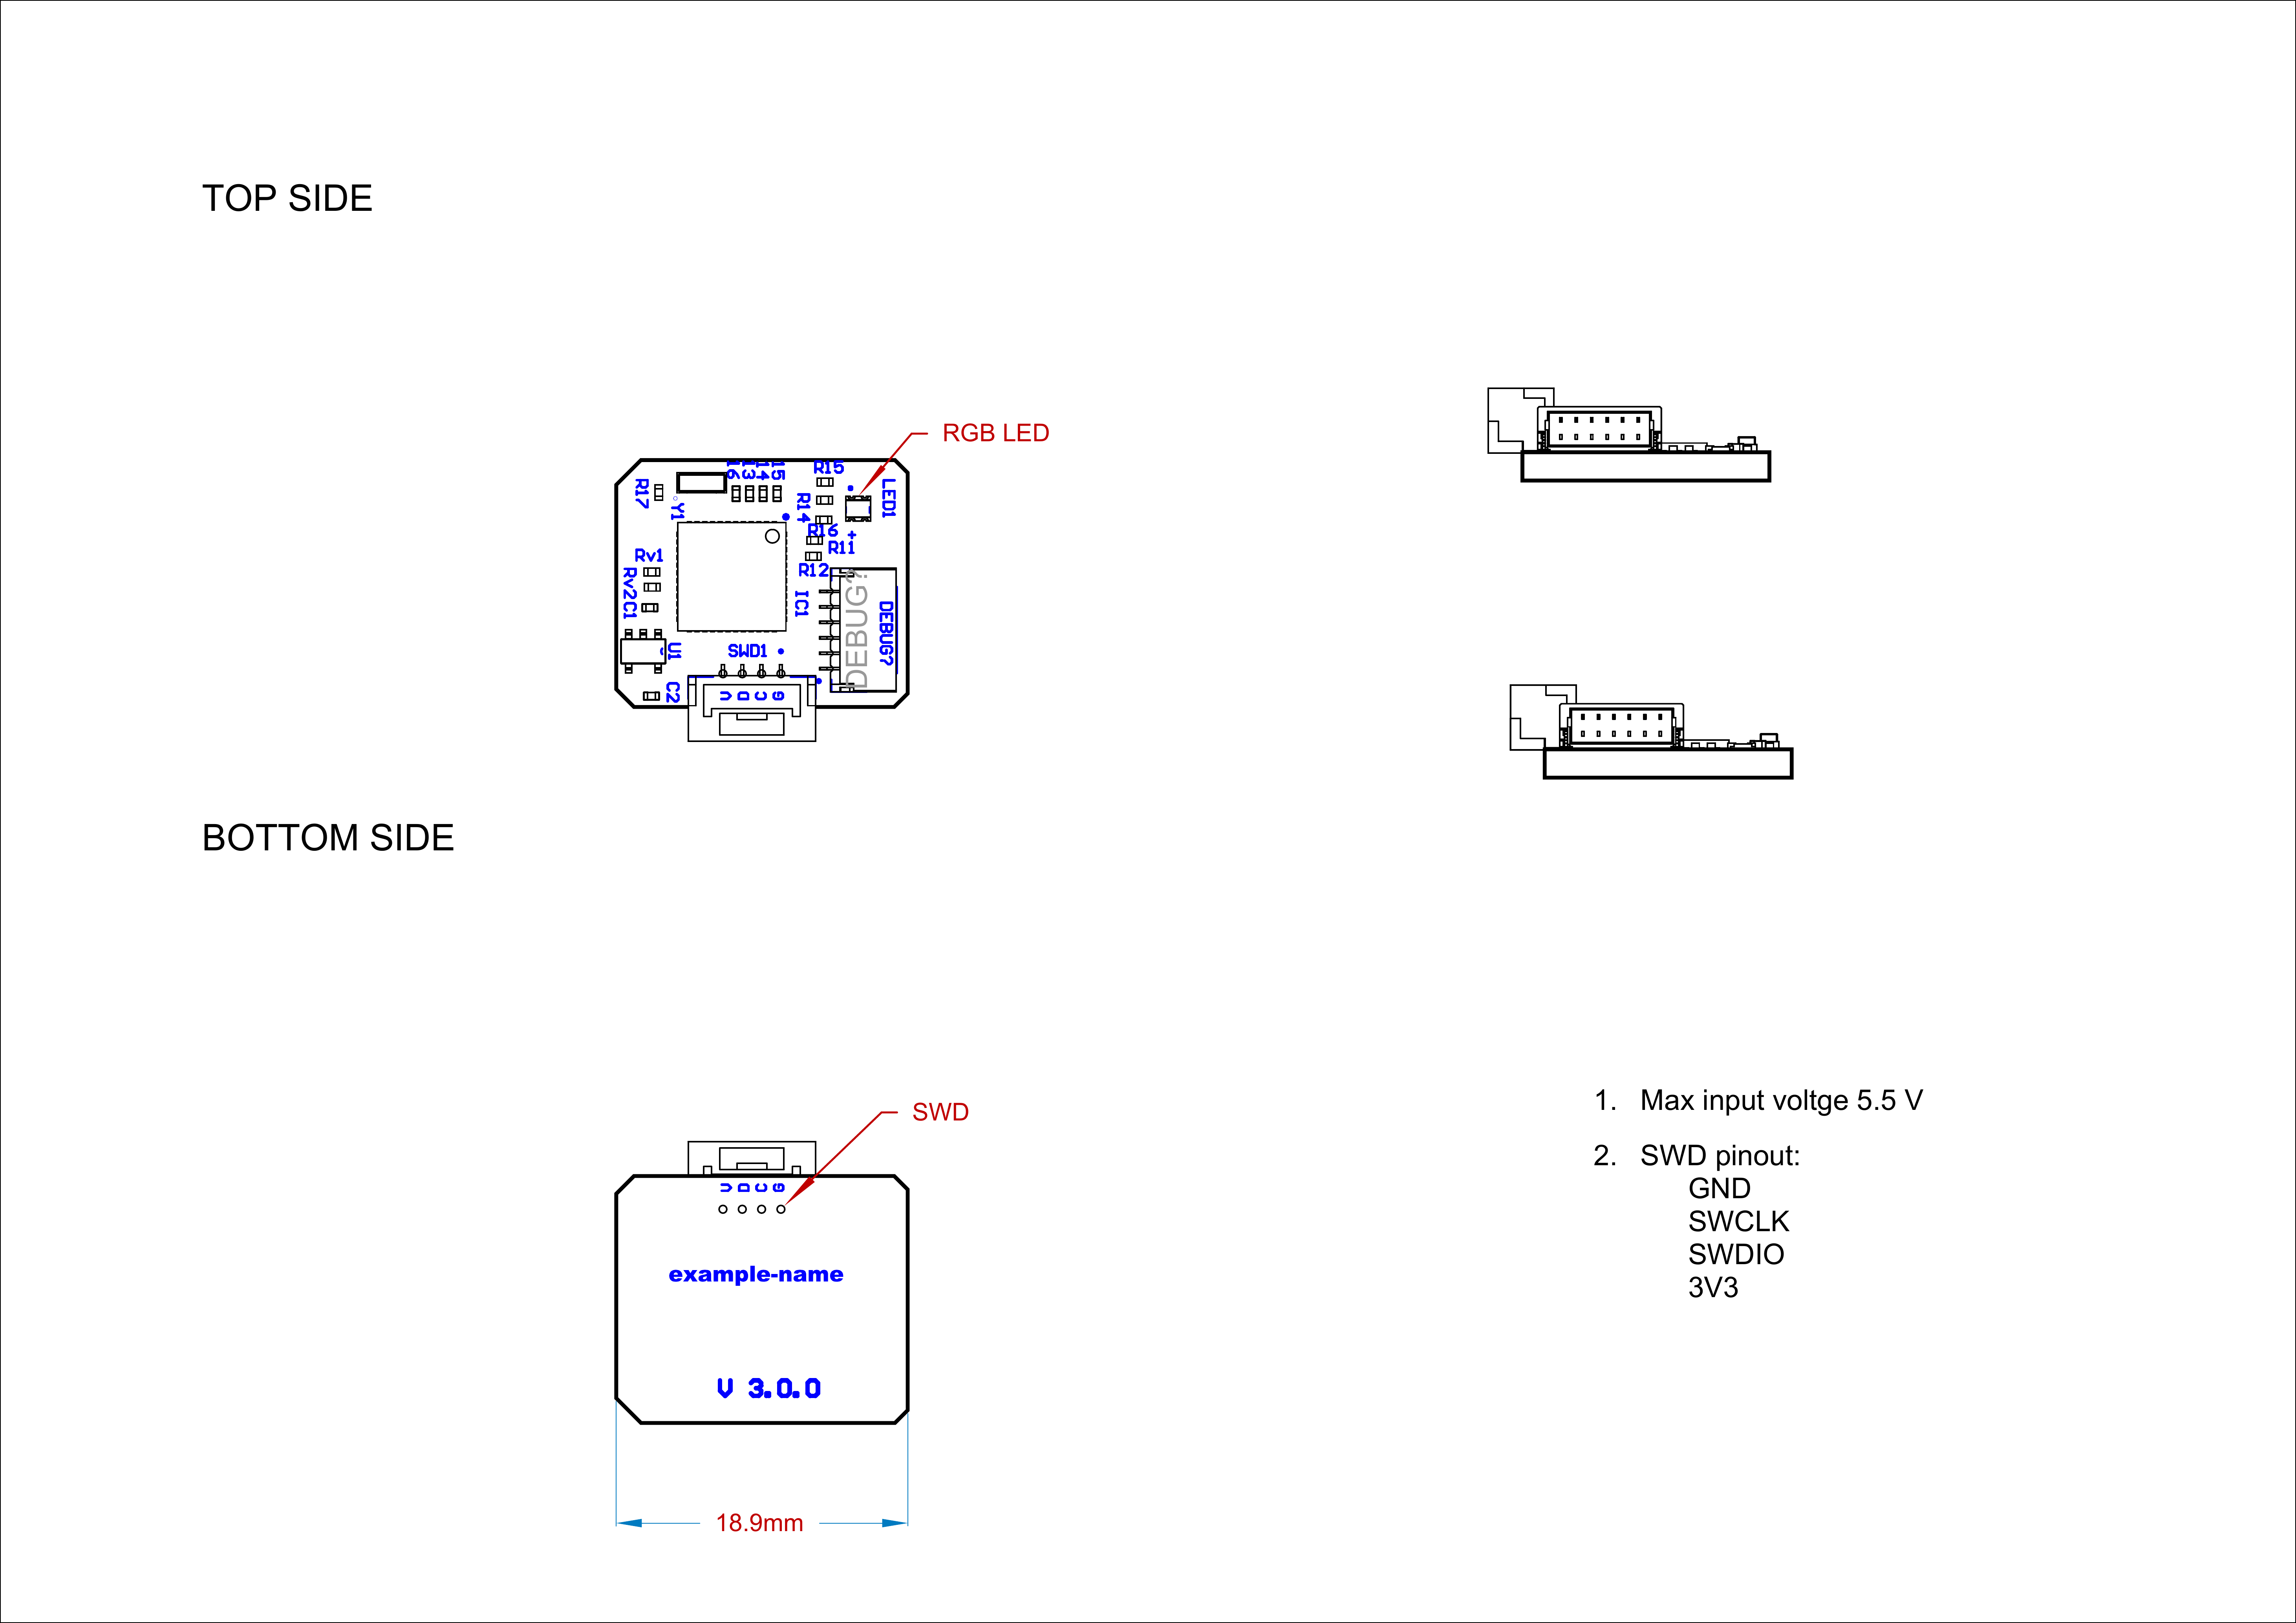 TOP SIDE
RGB LED
16
13
14
15
R15
R17
Y1
R14
LED1
R16
+
R11
Rv1
R12
Rv2
C1
IC1
DEBUG?
DEBUG?
U1
SWD1
C2
V D C G
BOTTOM SIDE
SWD
V D C G
example-name
V 3.0.0
18.9mm
1. Max input voltge 5.5 V
2. SWD pinout:
GND
SWCLK
SWDIO
3V3